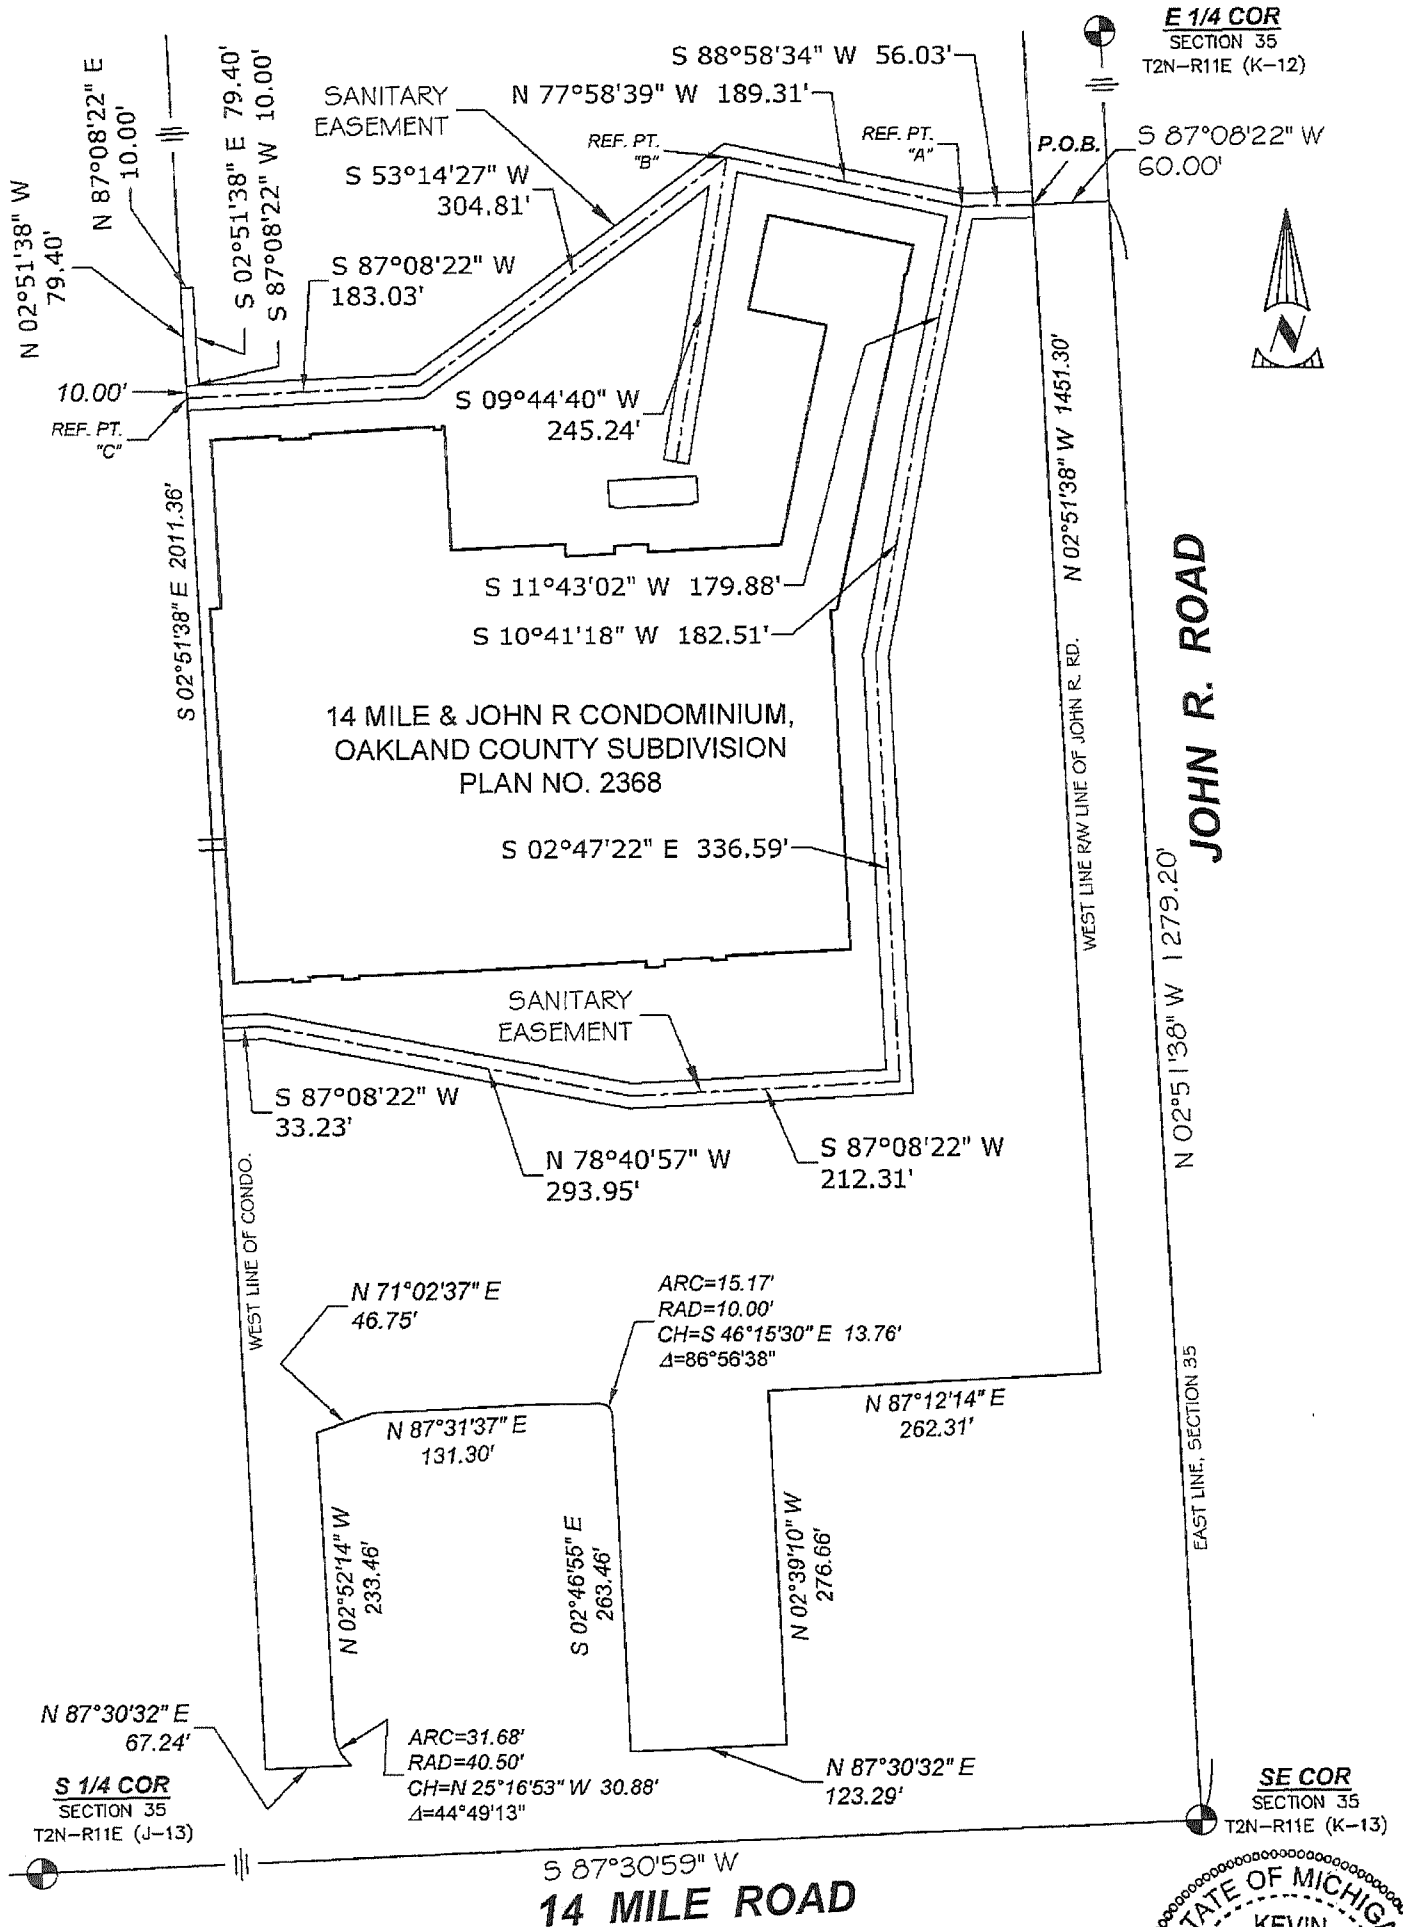 E 1/4 COR
SECTION 35
T2N-R11E (K-12)
S 88°58'34" W 56.03'
N 77°58'39" W 189.31'
REF. PT.
"B"
REF. PT.
"A"
P.O.B.
S 87°08'22" W
60.00'
SANITARY
EASEMENT
S 53°14'27" W
304.81'
N 87°08'22" E
10.00'
S 02°51'38" E 79.40'
S 87°08'22" W 10.00'
N 02°51'38" W
79.40'
S 87°08'22" W
183.03'
10.00'
REF. PT.
"C"
S 09°44'40" W
245.24'
N
N 02°51'38" W 1451.30'
S 02°51'38" E 2011.36'
S 11°43'02" W 179.88'
S 10°41'18" W 182.51'
14 MILE & JOHN R CONDOMINIUM,
OAKLAND COUNTY SUBDIVISION
PLAN NO. 2368
WEST LINE R/W LINE OF JOHN R. RD.
JOHN R. ROAD
S 02°47'22" E 336.59'
N 02°51'38" W 1279.20'
SANITARY
EASEMENT
S 87°08'22" W
33.23'
N 78°40'57" W
293.95'
S 87°08'22" W
212.31'
WEST LINE OF CONDO.
N 71°02'37" E
46.75'
ARC=15.17'
RAD=10.00'
CH=S 46°15'30" E 13.76'
Δ=86°56'38"
N 87°31'37" E
131.30'
N 87°12'14" E
262.31'
EAST LINE, SECTION 35
N 02°52'14" W
233.46'
S 02°46'55" E
263.46'
N 02°39'10" W
276.66'
N 87°30'32" E
67.24'
ARC=31.68'
RAD=40.50'
CH=N 25°16'53" W 30.88'
Δ=44°49'13"
N 87°30'32" E
123.29'
S 1/4 COR
SECTION 35
T2N-R11E (J-13)
SE COR
SECTION 35
T2N-R11E (K-13)
S 87°30'59" W
14 MILE ROAD
STATE OF MICHIGA
KEVIN